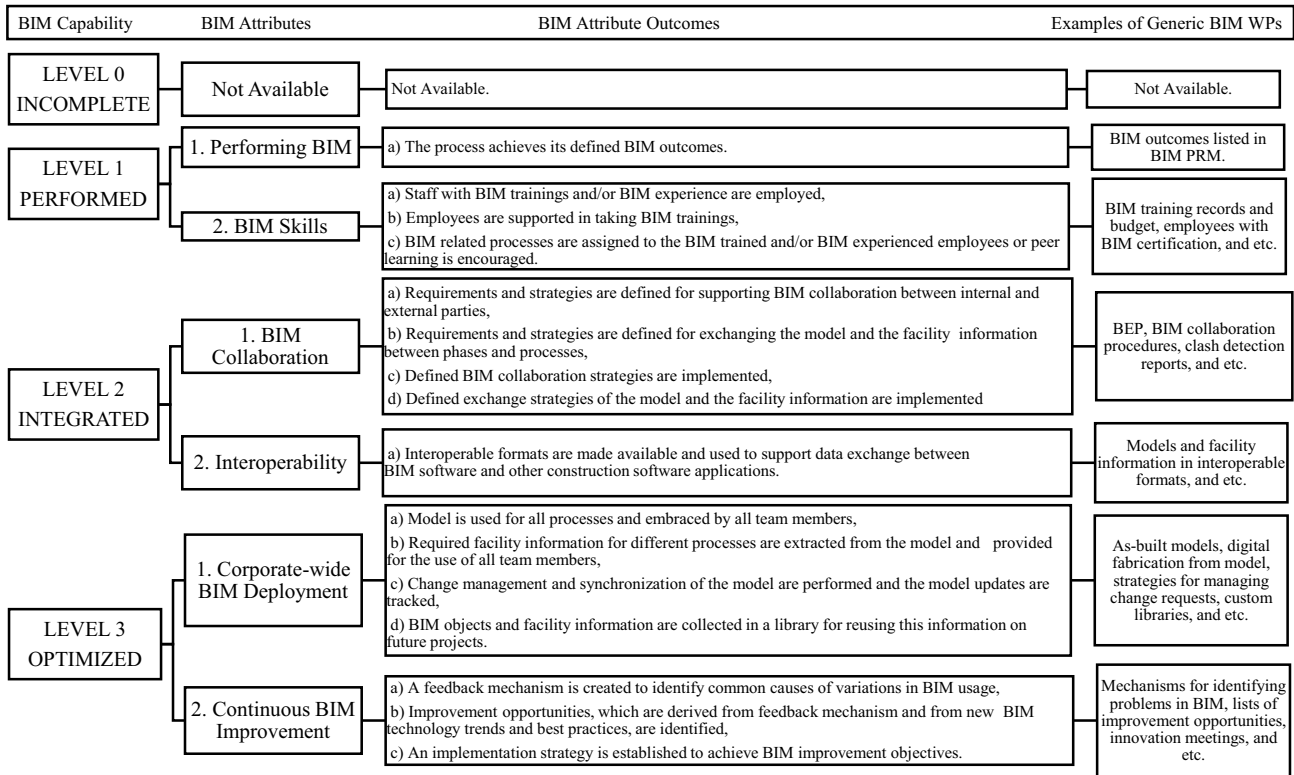 BIM Capability BIM Attributes BIM Attribute Outcomes Examples of Generic BIM WPs
LEVEL 0
INCOMPLETE
Not Available
Not Available.
Not Available.
LEVEL 1
PERFORMED
1. Performing BIM
a) The process achieves its defined BIM outcomes.
BIM outcomes listed in
BIM PRM.
2. BIM Skills
a) Staff with BIM trainings and/or BIM experience are employed,
b) Employees are supported in taking BIM trainings,
c) BIM related processes are assigned to the BIM trained and/or BIM experienced employees or peer
learning is encouraged.
BIM training records and
budget, employees with
BIM certification, and etc.
LEVEL 2
INTEGRATED
1. BIM
Collaboration
a) Requirements and strategies are defined for supporting BIM collaboration between internal and
external parties,
b) Requirements and strategies are defined for exchanging the model and the facility information
between phases and processes,
c) Defined BIM collaboration strategies are implemented,
d) Defined exchange strategies of the model and the facility information are implemented
BEP, BIM collaboration
procedures, clash detection
reports, and etc.
2. Interoperability
a) Interoperable formats are made available and used to support data exchange between
BIM software and other construction software applications.
Models and facility
information in interoperable
formats, and etc.
LEVEL 3
OPTIMIZED
1. Corporate-wide
BIM Deployment
a) Model is used for all processes and embraced by all team members,
b) Required facility information for different processes are extracted from the model and provided
for the use of all team members,
c) Change management and synchronization of the model are performed and the model updates are
tracked,
d) BIM objects and facility information are collected in a library for reusing this information on
future projects.
As-built models, digital
fabrication from model,
strategies for managing
change requests, custom
libraries, and etc.
2. Continuous BIM
Improvement
a) A feedback mechanism is created to identify common causes of variations in BIM usage,
b) Improvement opportunities, which are derived from feedback mechanism and from new BIM
technology trends and best practices, are identified,
c) An implementation strategy is established to achieve BIM improvement objectives.
Mechanisms for identifying
problems in BIM, lists of
improvement opportunities,
innovation meetings, and
etc.